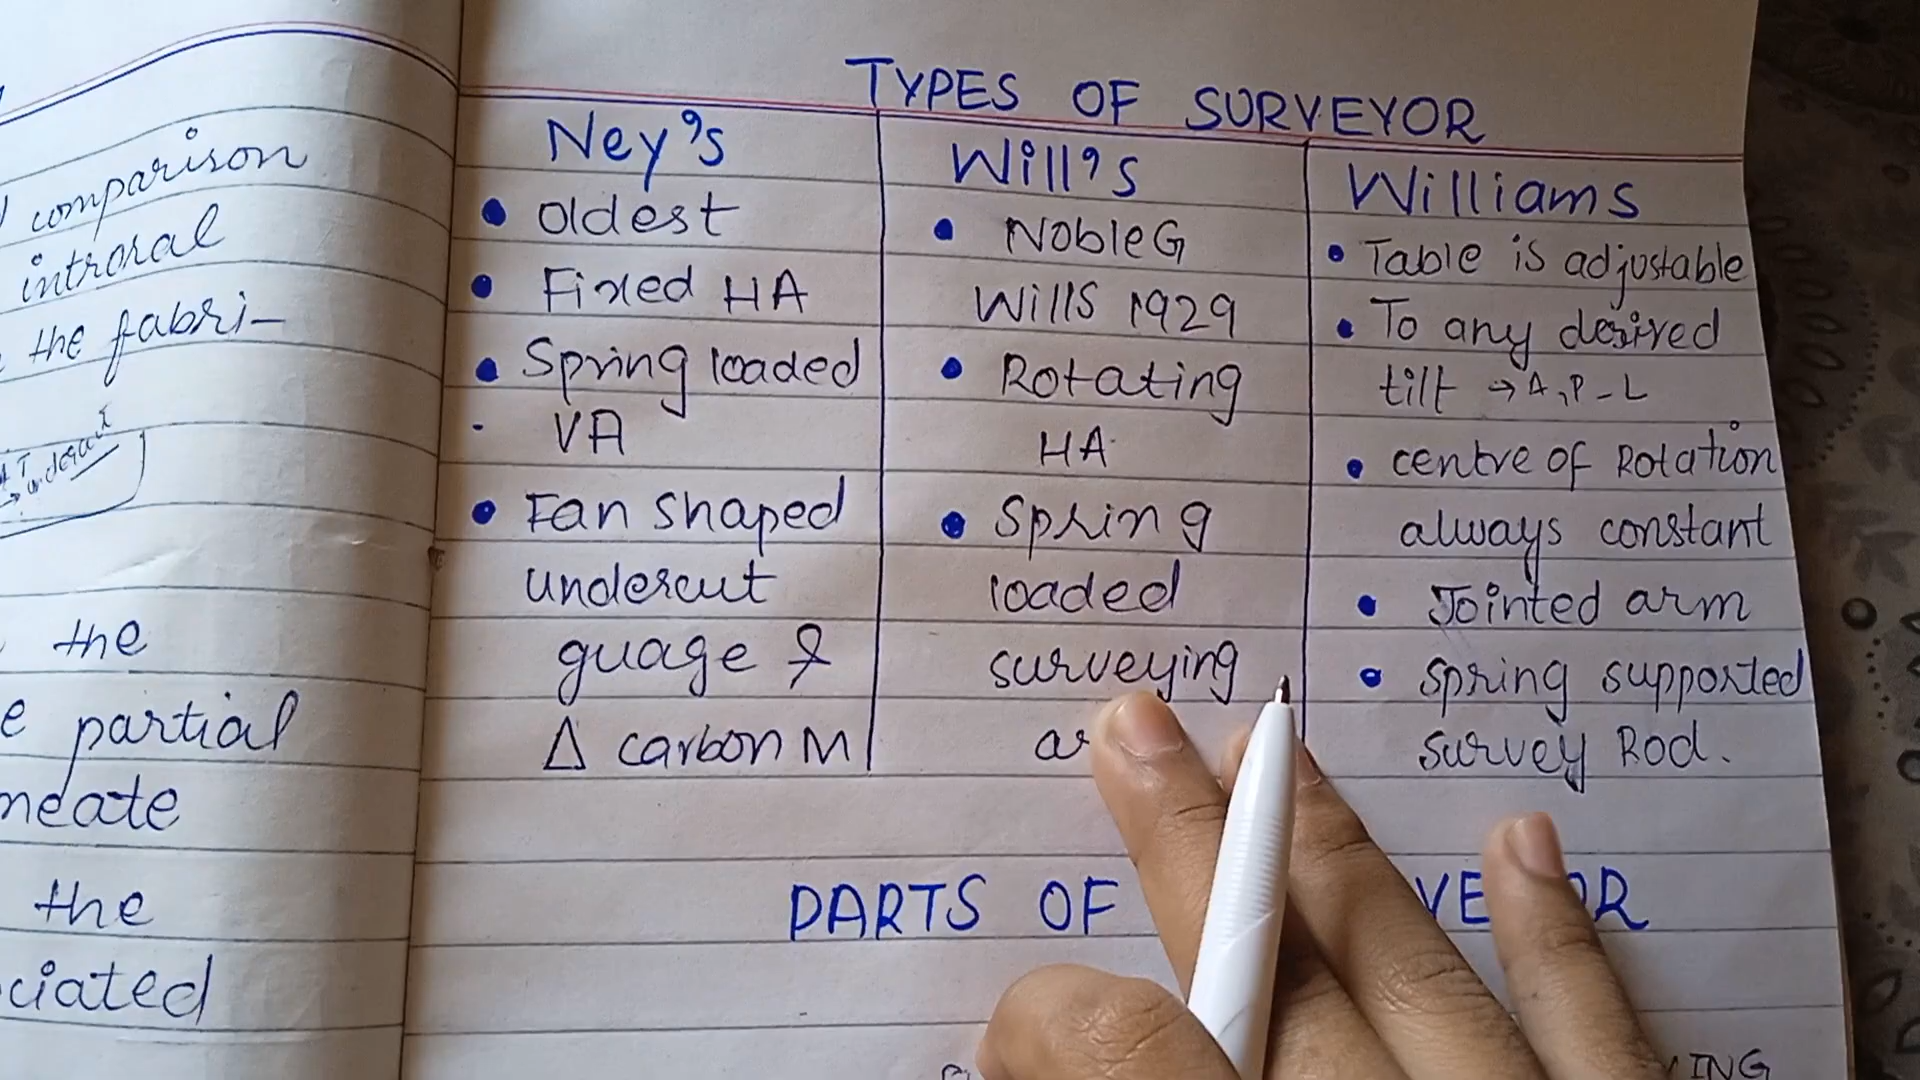 comparison
intraoral
the fabri-
the
partial
the
TYPES OF SURVEYOR
Ney's
• Oldest
• Fixed HA
• Spring loaded
- VA
• Fan shaped
undercut
guage &
Δ carbon M
Will's
• NobleG
Wills 1929
• Rotating
HA
• Spring
loaded
surveying
Williams
• Table is adjustable
• To any desired
tilt → A, P - L
• centre of Rotation
always constant
• Jointed arm
• Spring supported
survey Rod.
PARTS OF